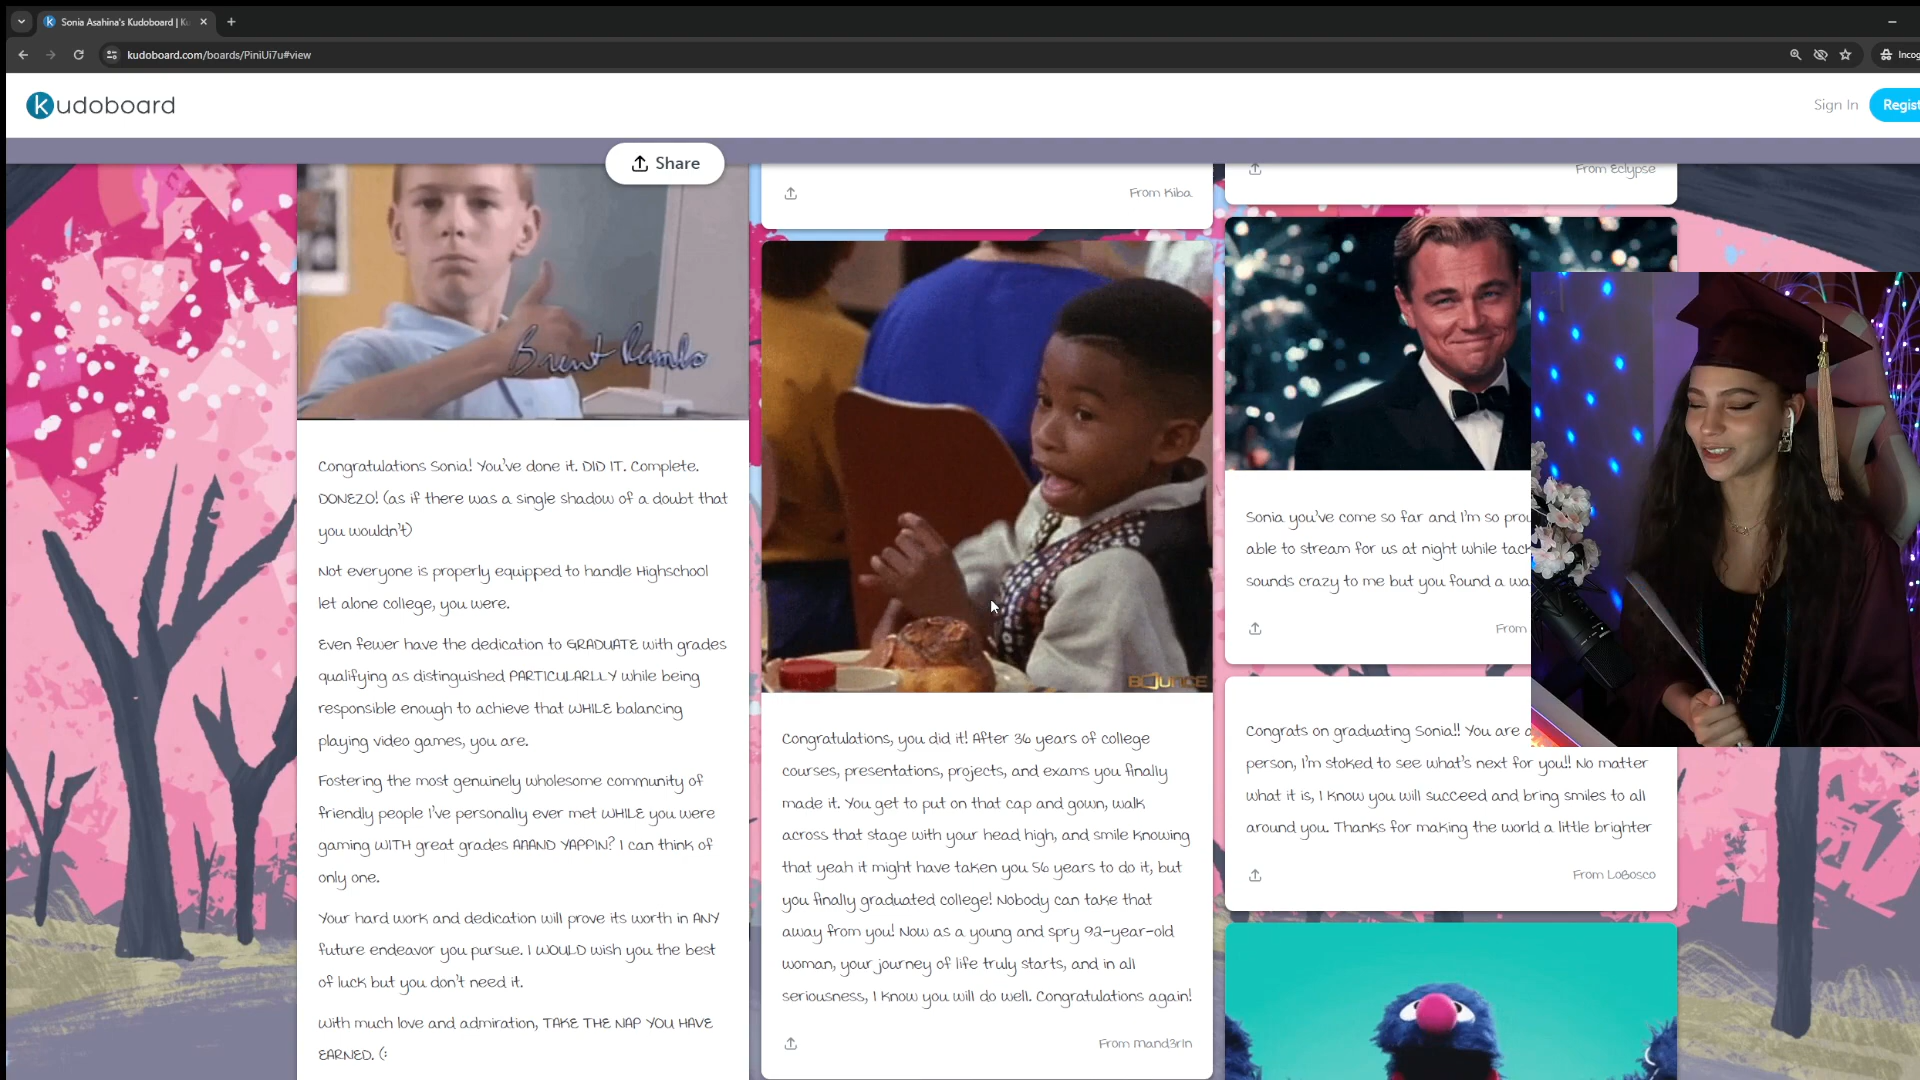 Sonia Asahina's Kudoboard | Ku
kudoboard.com/boards/PiniUi7u#view
Incog
kudoboard
Sign In
Regist
Share
Brent Rambo
Congratulations Sonia! You've done it. DID IT. Complete.
DONEZO! (as if there was a single shadow of a doubt that
you wouldn't)
Not everyone is properly equipped to handle Highschool
let alone college, you were.
Even fewer have the dedication to GRADUATE with grades
qualifying as distinguished PARTICULARLLY while being
responsible enough to achieve that WHILE balancing
playing video games, you are.
Fostering the most genuinely wholesome community of
friendly people I've personally ever met WHILE you were
gaming WITH great grades ANAND YAPPIN? I can think of
only one.
Your hard work and dedication will prove its worth in ANY
future endeavor you pursue. I WOULD wish you the best
of luck but you don't need it.
With much love and admiration, TAKE THE NAP YOU HAVE
EARNED. (:
From Kiba
BOUNCE
Congratulations, you did it! After 36 years of college
courses, presentations, projects, and exams you finally
made it. You get to put on that cap and gown, walk
across that stage with your head high, and smile knowing
that yeah it might have taken you 56 years to do it, but
you finally graduated college! Nobody can take that
away from you! Now as a young and spry 92-year-old
woman, your journey of life truly starts, and in all
seriousness, I know you will do well. Congratulations again!
From mand3r1n
From Eclypse
Sonia you've come so far and I'm so prou
able to stream for us at night while tack
sounds crazy to me but you found a wa
From
Congrats on graduating Sonia!! You are a
person, I'm stoked to see what's next for you!! No matter
what it is, I know you will succeed and bring smiles to all
around you. Thanks for making the world a little brighter
From LoBosco